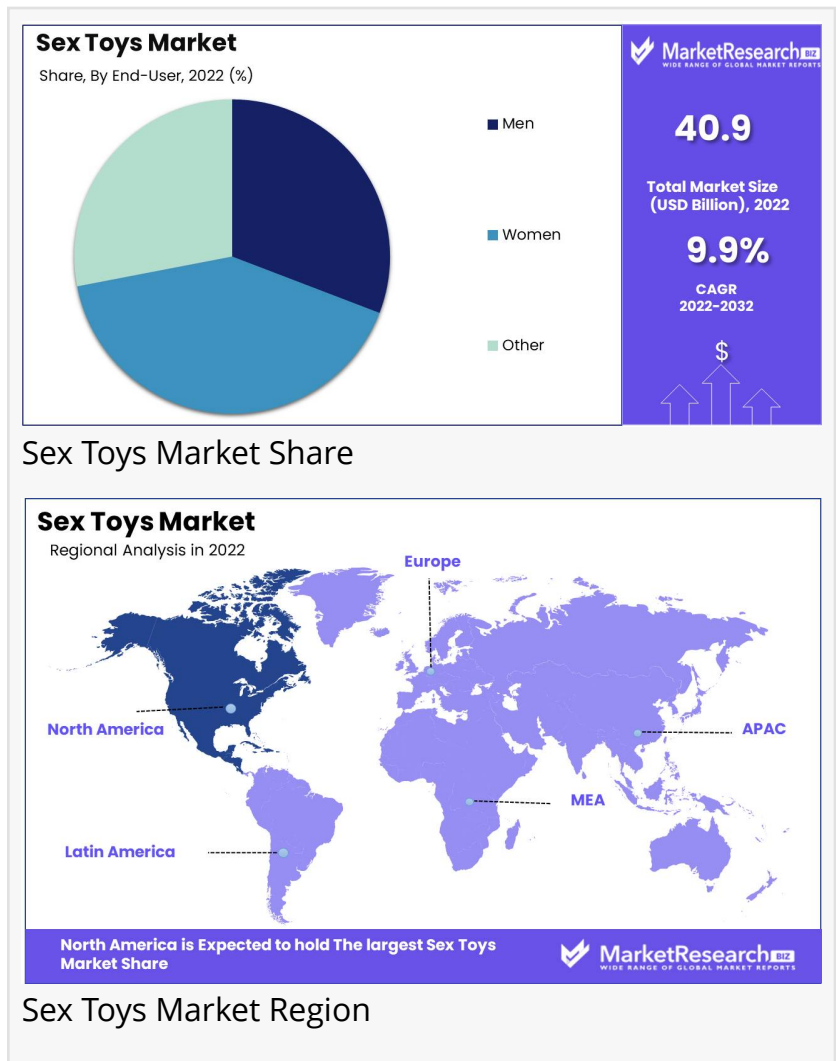 Sex Toys Market
Share, By End-User, 2022 (%)
Men
Women
Other
MarketResearch BIZ
WIDE RANGE OF GLOBAL MARKET REPORTS
40.9
Total Market Size
(USD Billion), 2022
9.9%
CAGR
2022-2032
$
Sex Toys Market Share
Sex Toys Market
Regional Analysis in 2022
Europe
North America
APAC
MEA
Latin America
North America is Expected to hold The largest Sex Toys
Market Share
MarketResearch BIZ
WIDE RANGE OF GLOBAL MARKET REPORTS
Sex Toys Market Region